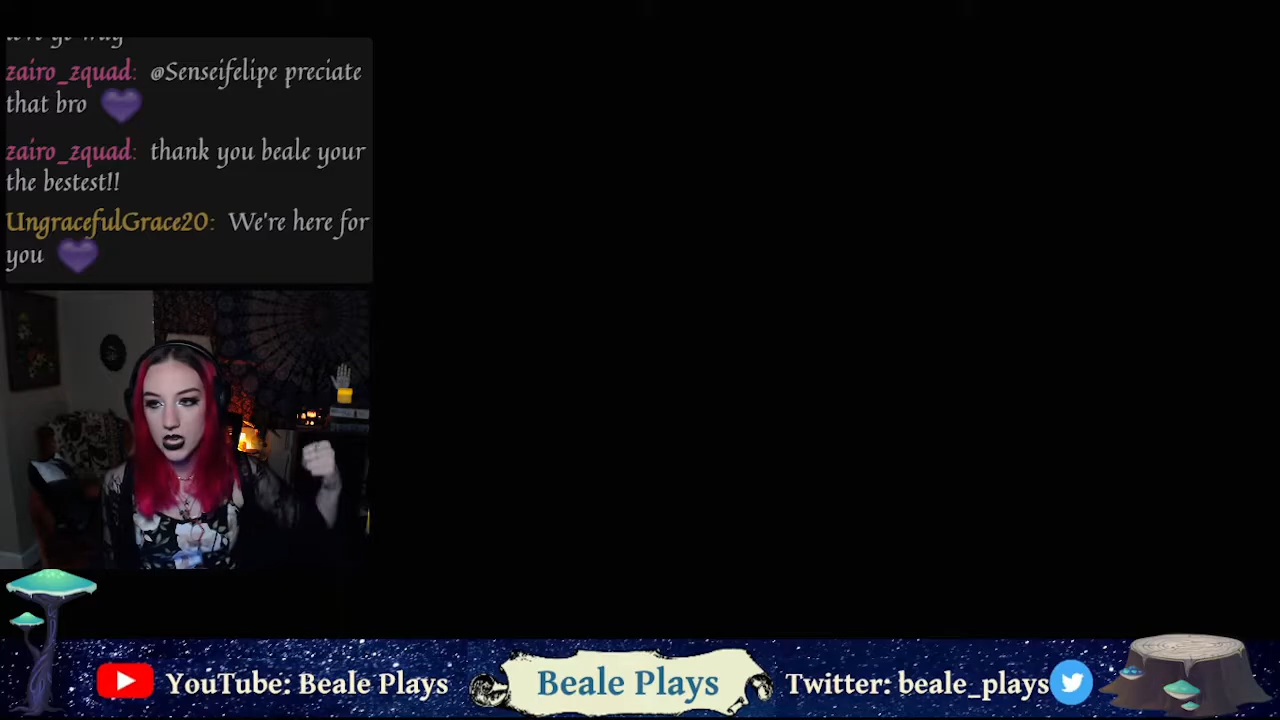 zairo_zquad: @Senseifelipe preciate
that bro
zairo_zquad: thank you beale your
the bestest!!
UngracefulGrace20: We're here for
you
YouTube: Beale Plays
Beale Plays
Twitter: beale_plays